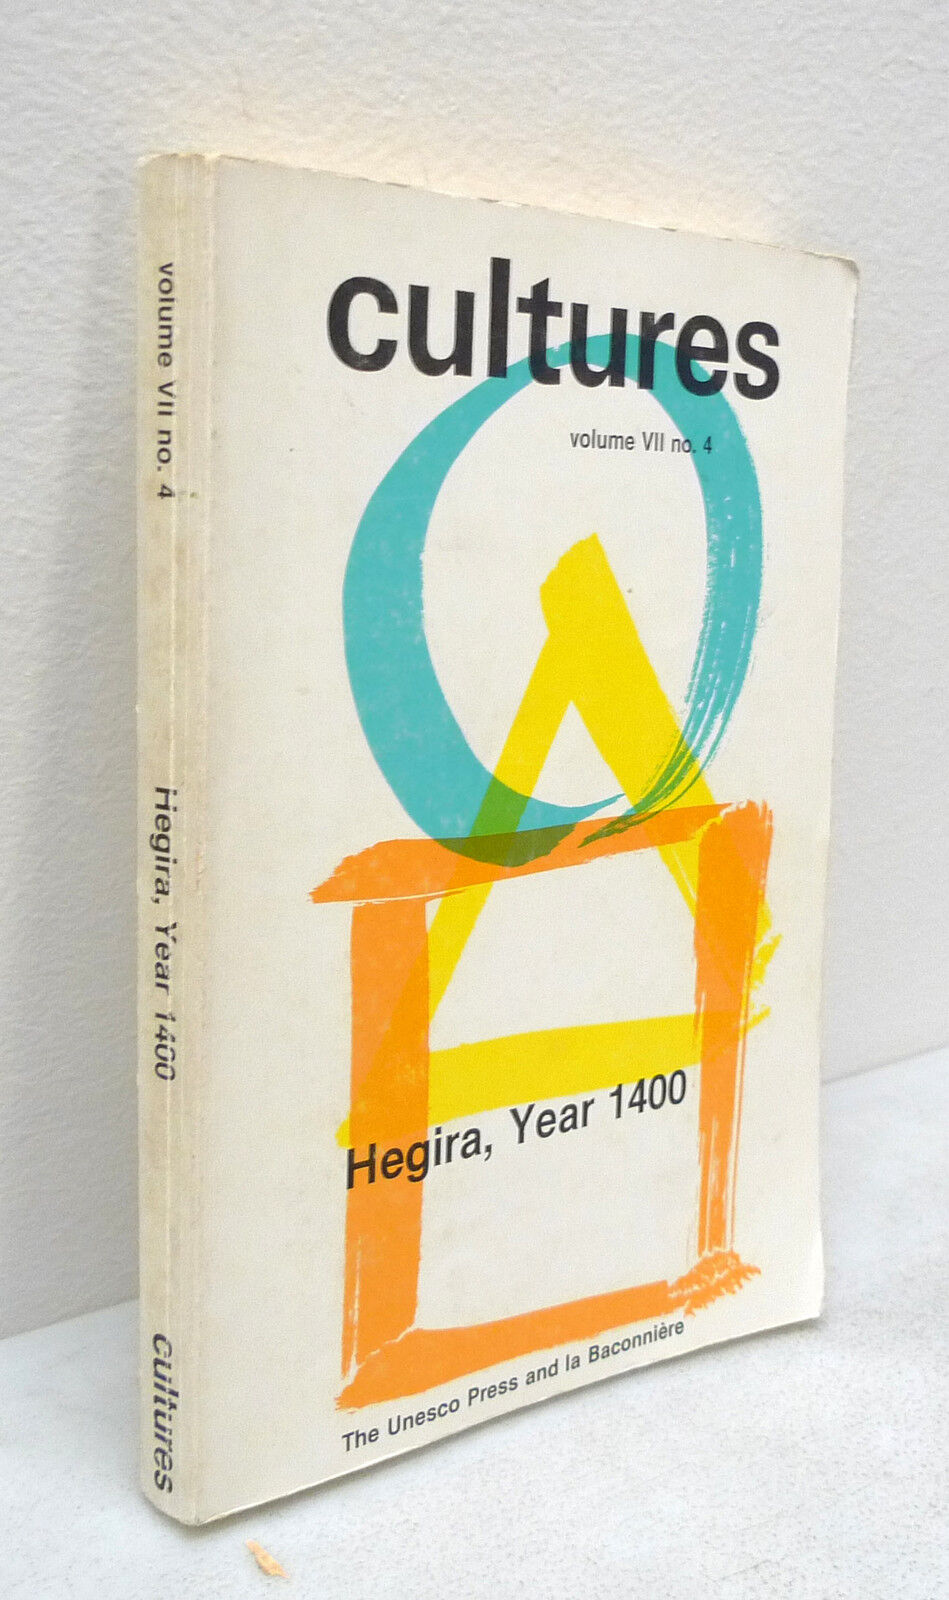 cultures
volume VII no. 4
Hegira, Year 1400
The Unesco Press and la Baconnière
volume VII no. 4
Hegira, Year 1400
cultures